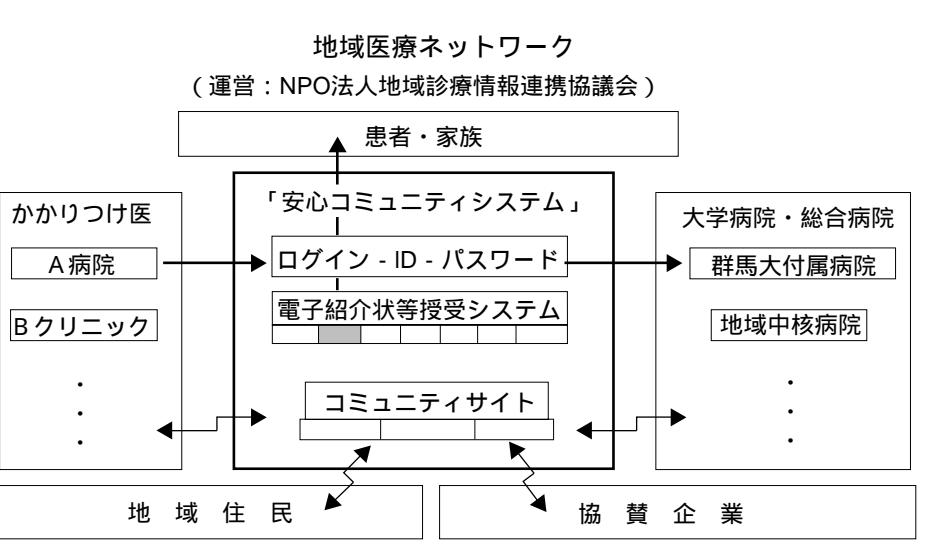 地域医療ネットワーク
（運営：NPO法人地域診療情報連携協議会）
患者・家族
かかりつけ医
A病院
Bクリニック
・
・
・
「安心コミュニティシステム」
ログイン - ID - パスワード
電子紹介状等授受システム
コミュニティサイト
大学病院・総合病院
群馬大付属病院
地域中核病院
・
・
・
地 域 住 民
協 賛 企 業